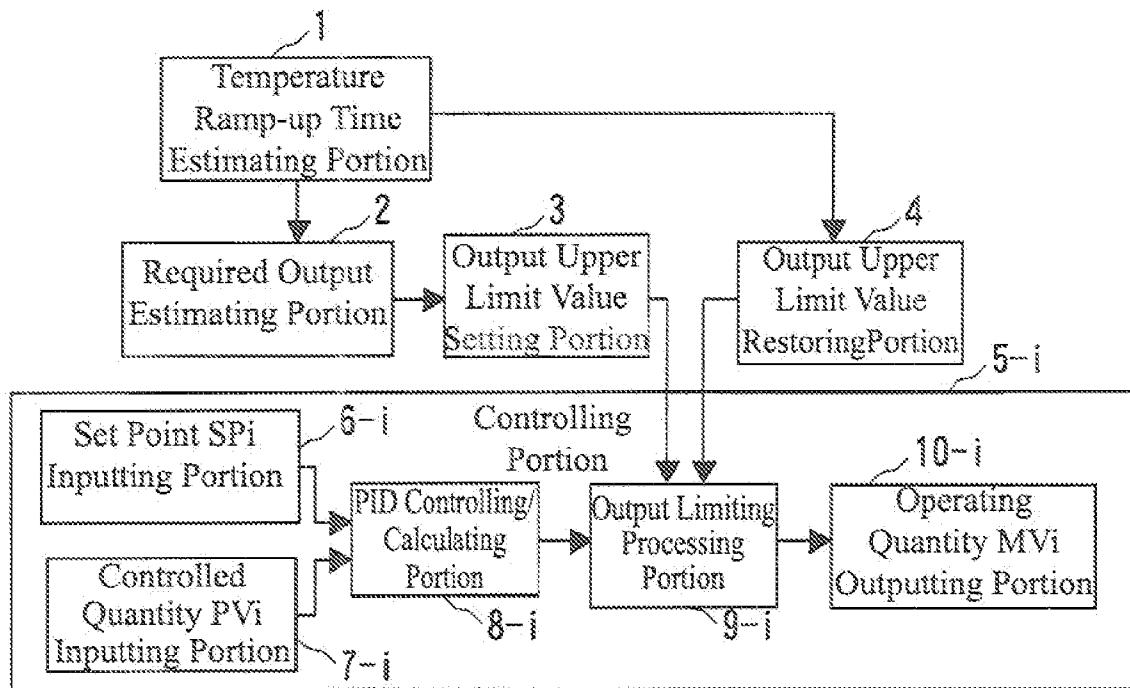 1
Temperature
Ramp-up Time
Estimating Portion
2
Required Output
Estimating Portion
3
Output Upper
Limit Value
Setting Portion
4
Output Upper
Limit Value
RestoringPortion
5-i
Controlling
Portion
6-i
Set Point SPi
Inputting Portion
Controlled
Quantity PVi
Inputting Portion
7-i
PID Controlling/
Calculating
Portion
8-i
Output Limiting
Processing
Portion
9-i
10-i
Operating
Quantity MVi
Outputting Portion